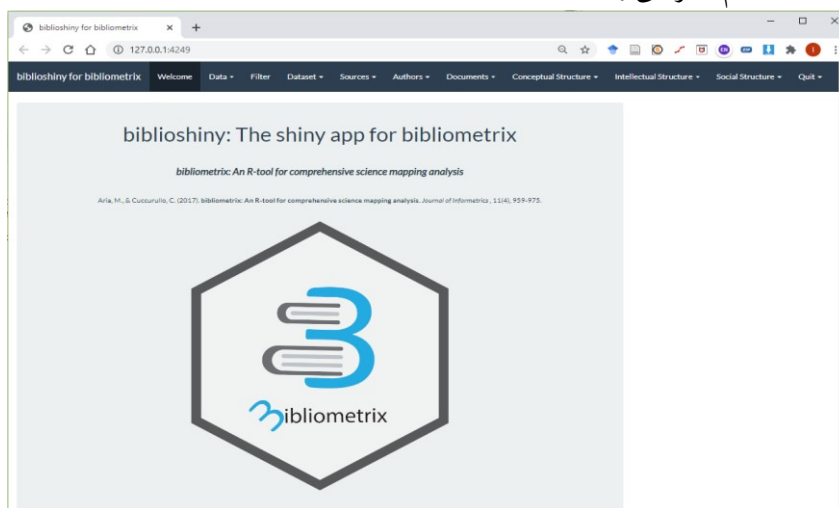 biblioshiny for bibliometrix
127.0.0.1:4249
biblioshiny for bibliometrix Welcome Data Filter Dataset Sources Authors Documents Conceptual Structure Intellectual Structure Social Structure Quit
biblioshiny: The shiny app for bibliometrix
bibliometrix: An R-tool for comprehensive science mapping analysis
Aria, M., & Cuccurullo, C. (2017). bibliometrix: An R-tool for comprehensive science mapping analysis. Journal of Informetrics, 11(4), 959-975.
Bibliometrix